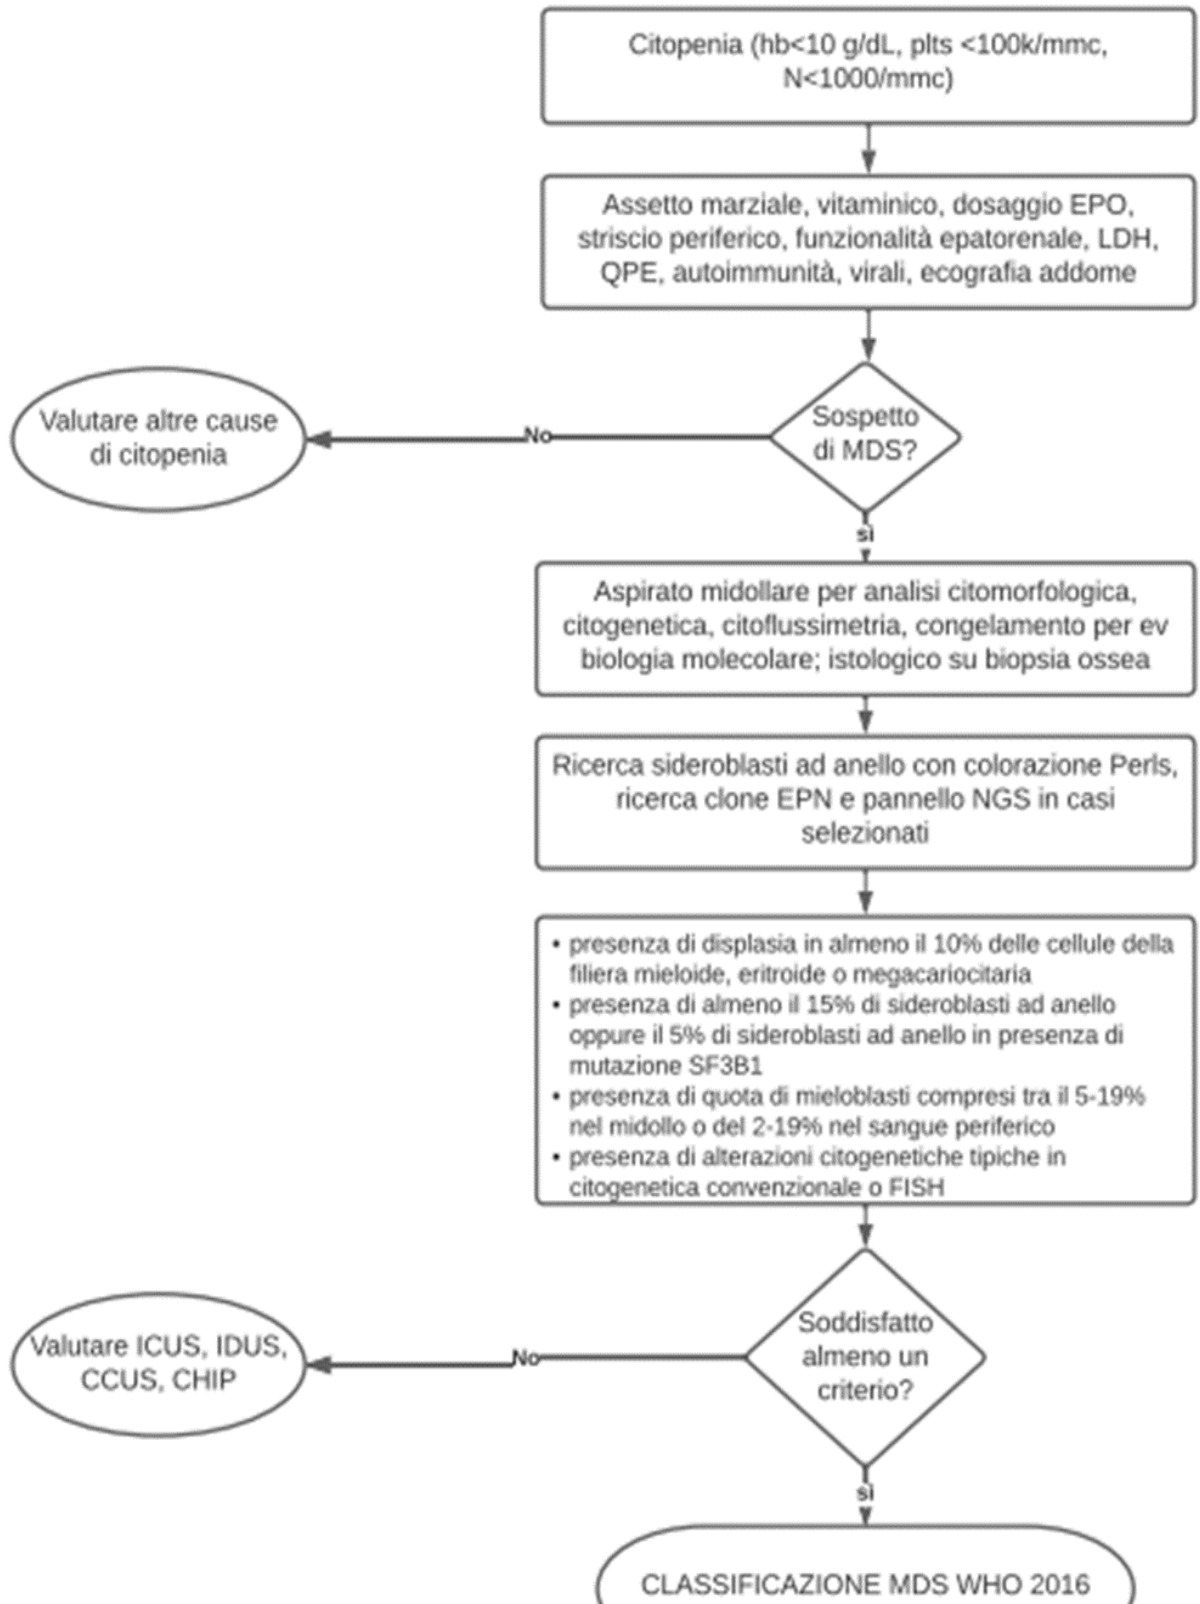 Citopenia (hb<10 g/dL, plts <100k/mmc,
N<1000/mmc)
Assetto marziale, vitaminico, dosaggio EPO,
striscio periferico, funzionalità epatorenale, LDH,
QPE, autoimmunità, virali, ecografia addome
Sospetto
di MDS?
No
Valutare altre cause
di citopenia
sì
Aspirato midollare per analisi citomorfologica,
citogenetica, citoflussimetria, congelamento per ev
biologia molecolare; istologico su biopsia ossea
Ricerca sideroblasti ad anello con colorazione Perls,
ricerca clone EPN e pannello NGS in casi
selezionati
• presenza di displasia in almeno il 10% delle cellule della
filiera mieloide, eritroide o megacariocitaria
• presenza di almeno il 15% di sideroblasti ad anello
oppure il 5% di sideroblasti ad anello in presenza di
mutazione SF3B1
• presenza di quota di mieloblasti compresi tra il 5-19%
nel midollo o del 2-19% nel sangue periferico
• presenza di alterazioni citogenetiche tipiche in
citogenetica convenzionale o FISH
Soddisfatto
almeno un
criterio?
No
Valutare ICUS, IDUS,
CCUS, CHIP
sì
CLASSIFICAZIONE MDS WHO 2016